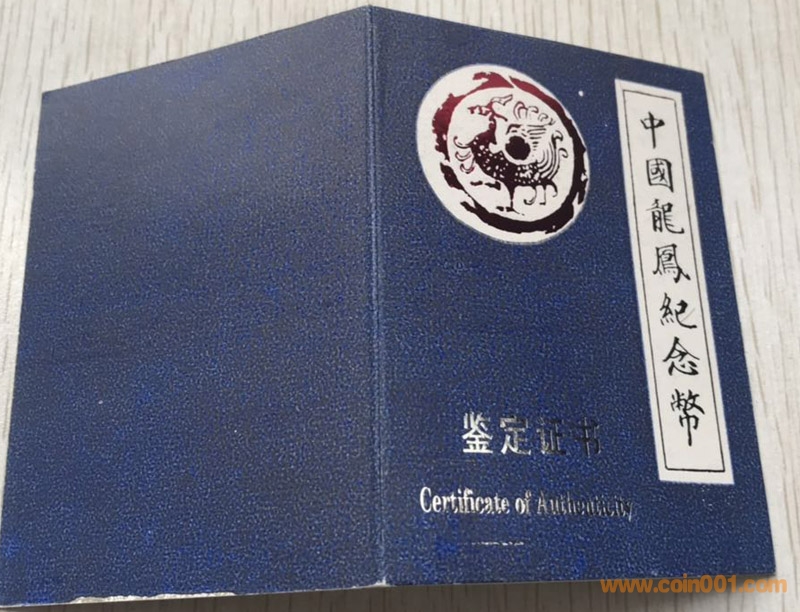 中國龍鳳紀念幣
鉴定证书
Certificate of Authenticity
www.coin001.com